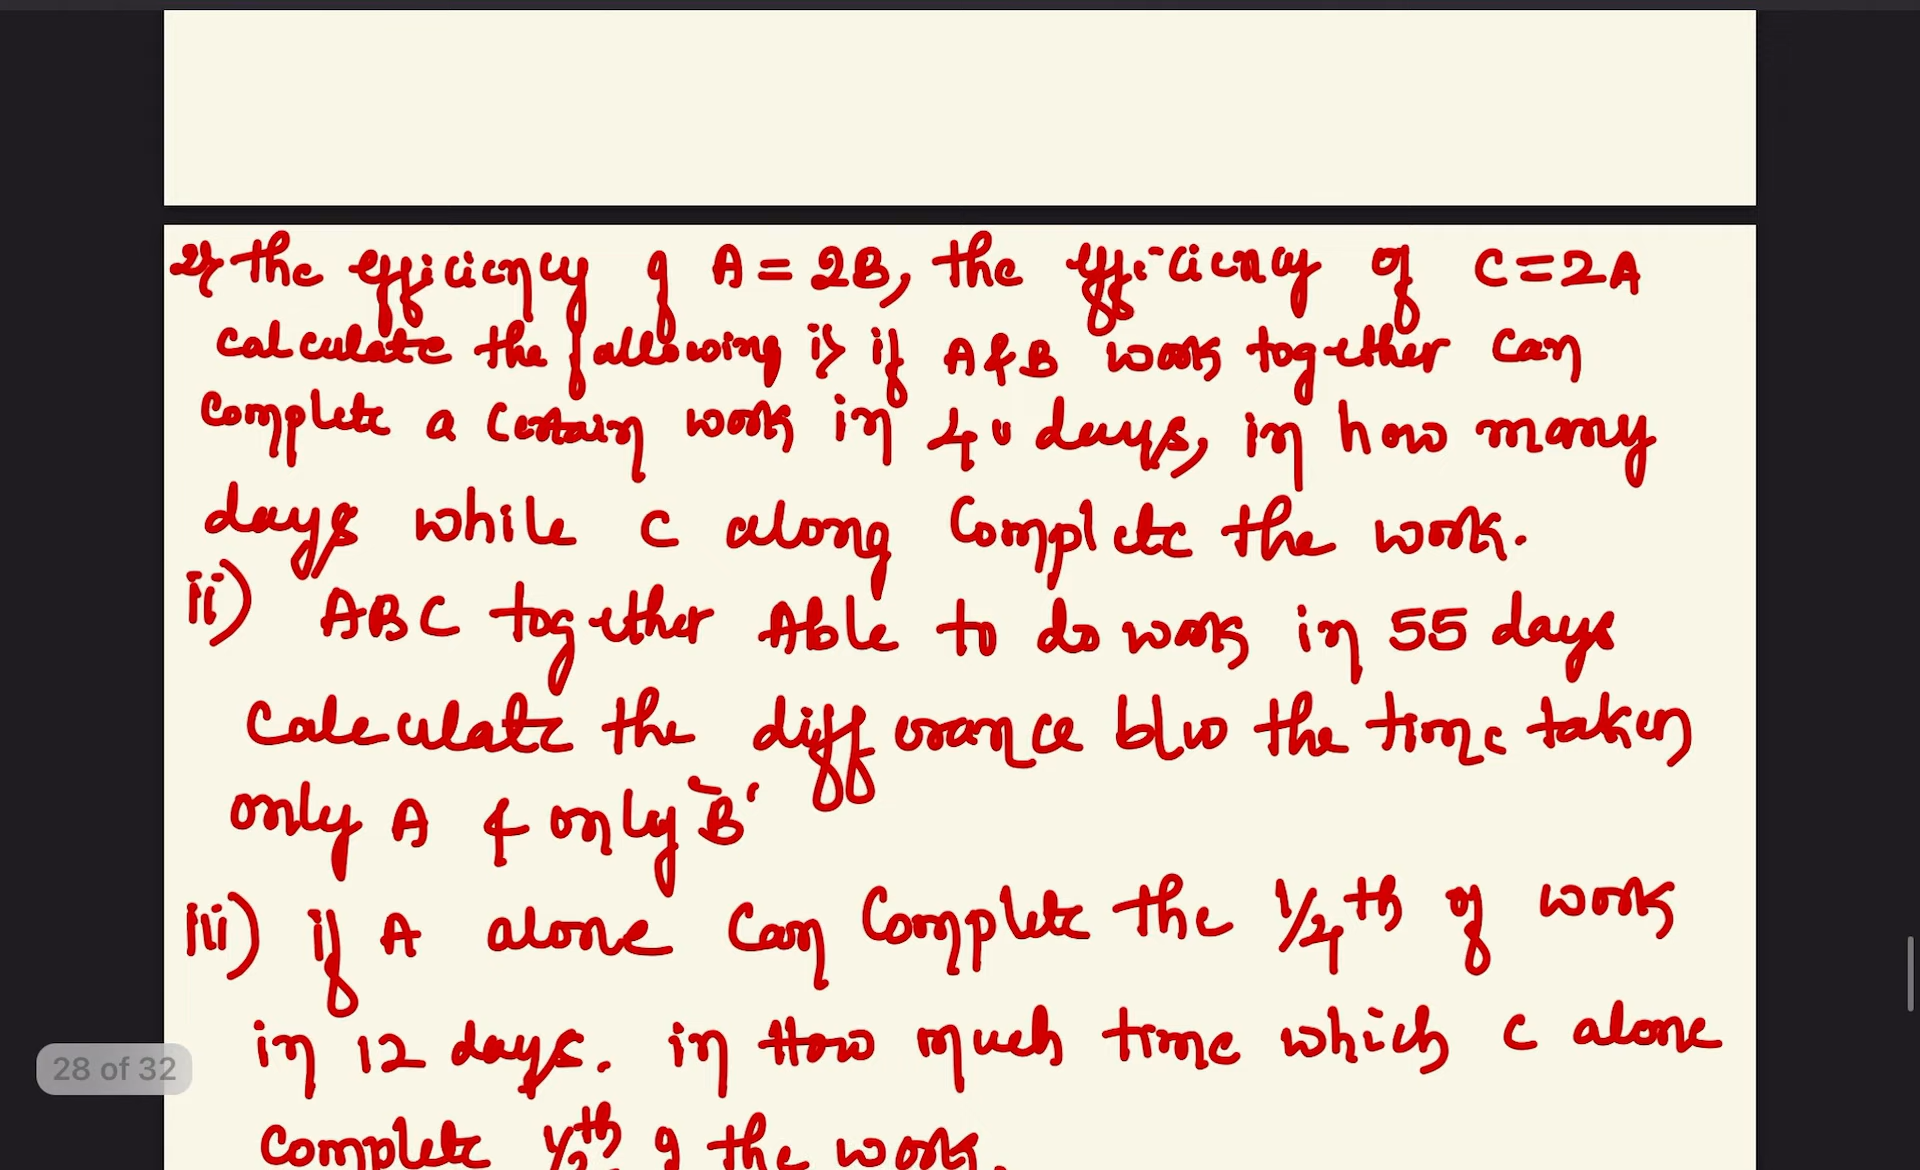 2) the efficiency of A = 2B, the efficiency of C = 2A
calculate the following i) if A & B work together can
complete a certain work in 40 days, in how many
days while C along complete the work.
ii) ABC together Able to do work in 55 days
Calculate the difference b/w the time taken
only A & only "B"
iii) if A alone can complete the 1/4th of work
in 12 days. in How much time which C alone
28 of 32
complete 1/2th of the work.